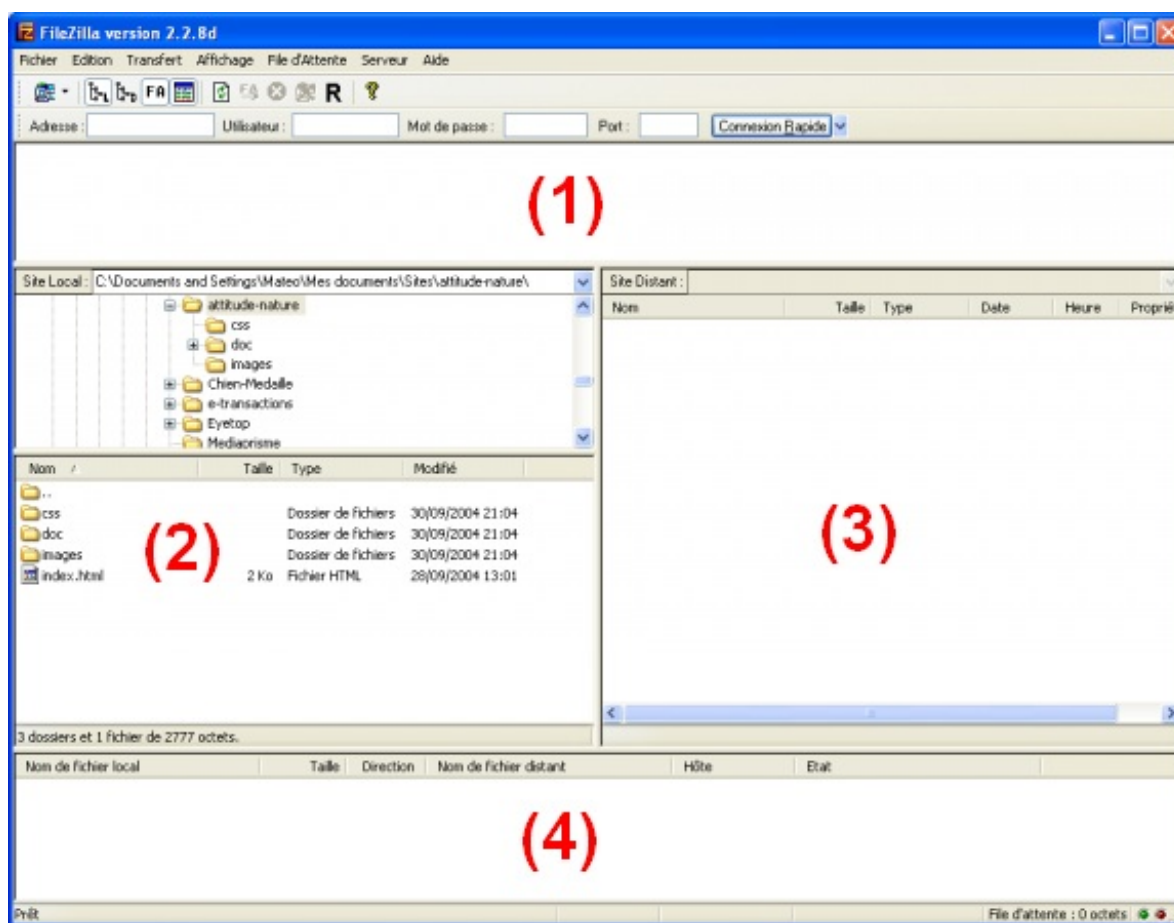 FileZilla version 2.2.8d
Fichier Edition Transfert Affichage File d'Attente Serveur Aide
FA R ?
Adresse : Utilisateur : Mot de passe : Port : Connexion Rapide
(1)
Site Local : C:\Documents and Settings\Mateo\Mes documents\Sites\attitude-nature\
attitude-nature
css
doc
images
Chien-Medaille
e-transactions
Eyetop
Mediaprisme
Nom Taille Type Modifié
..
css Dossier de fichiers 30/09/2004 21:04
doc Dossier de fichiers 30/09/2004 21:04
images Dossier de fichiers 30/09/2004 21:04
index.html 2 Ko Fichier HTML 28/09/2004 13:01
(2)
3 dossiers et 1 fichier de 2777 octets.
Site Distant :
Nom Taille Type Date Heure Proprié
(3)
Nom de fichier local Taille Direction Nom de fichier distant Hôte Etat
(4)
Prêt File d'attente : 0 octets